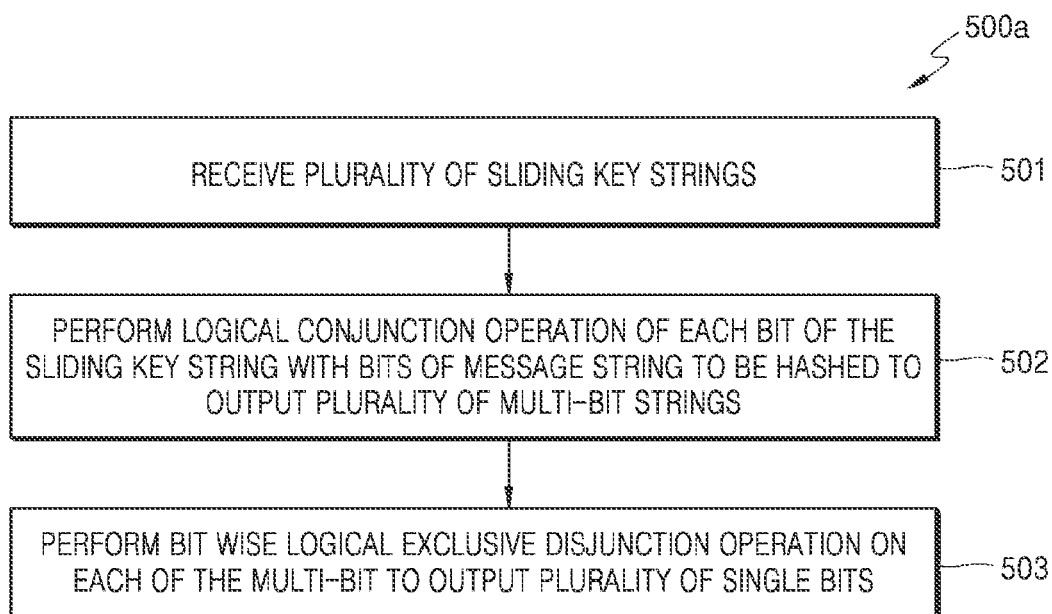 500a
RECEIVE PLURALITY OF SLIDING KEY STRINGS
501
PERFORM LOGICAL CONJUNCTION OPERATION OF EACH BIT OF THE
SLIDING KEY STRING WITH BITS OF MESSAGE STRING TO BE HASHED TO
OUTPUT PLURALITY OF MULTI-BIT STRINGS
502
PERFORM BIT WISE LOGICAL EXCLUSIVE DISJUNCTION OPERATION ON
EACH OF THE MULTI-BIT TO OUTPUT PLURALITY OF SINGLE BITS
503